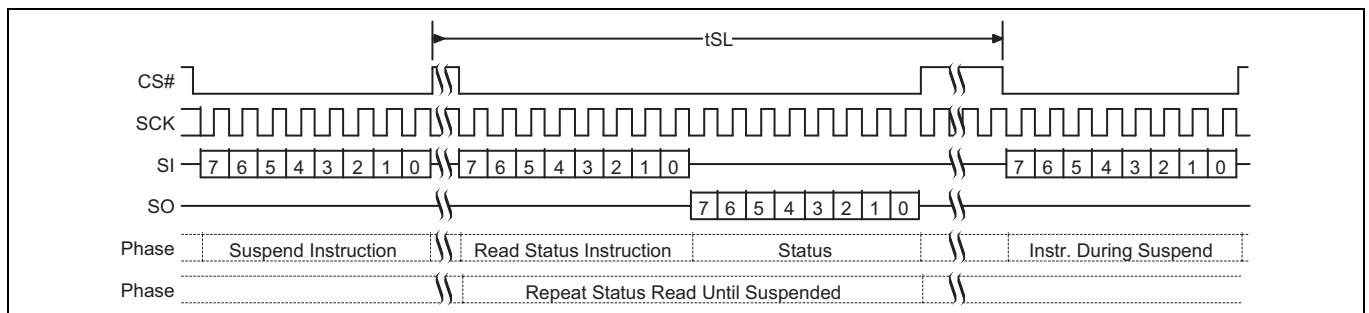 tSL
CS#
SCK
SI 7 6 5 4 3 2 1 0 7 6 5 4 3 2 1 0 7 6 5 4 3 2 1 0
SO 7 6 5 4 3 2 1 0
Phase Suspend Instruction Read Status Instruction Status Instr. During Suspend
Phase Repeat Status Read Until Suspended